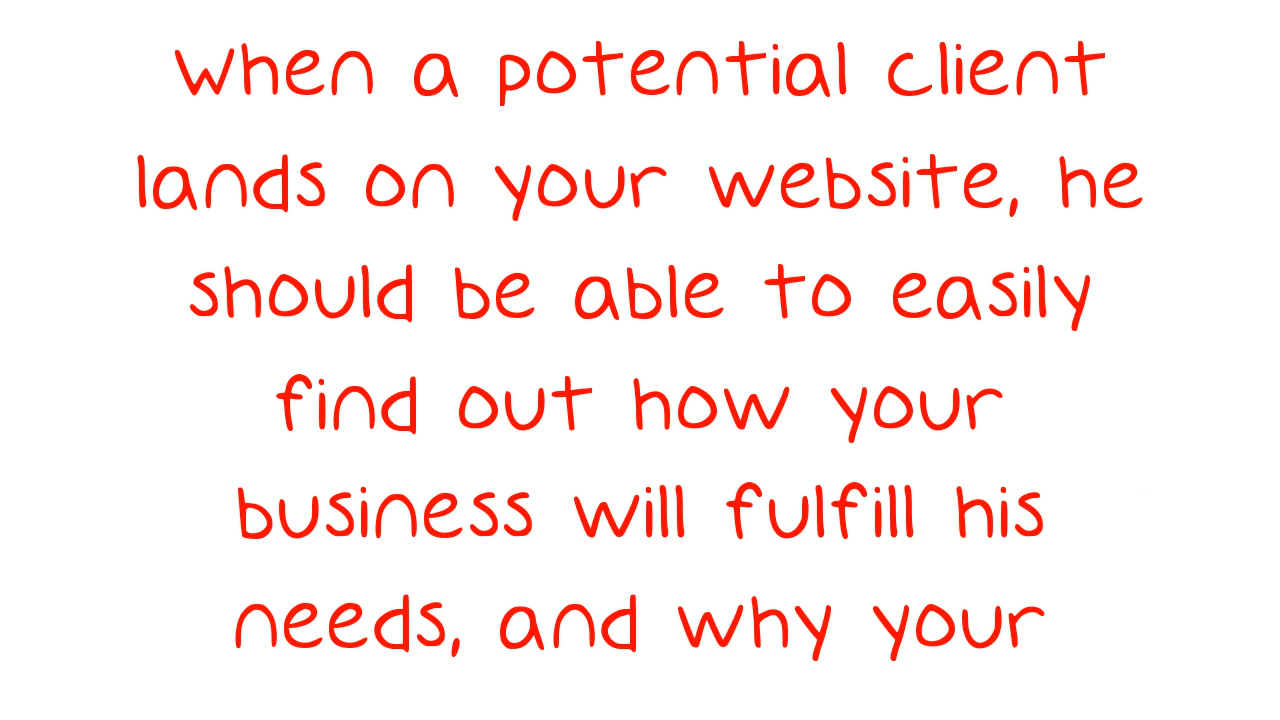 When a potential client
lands on your website, he
should be able to easily
find out how your
business will fulfill his
needs, and why your